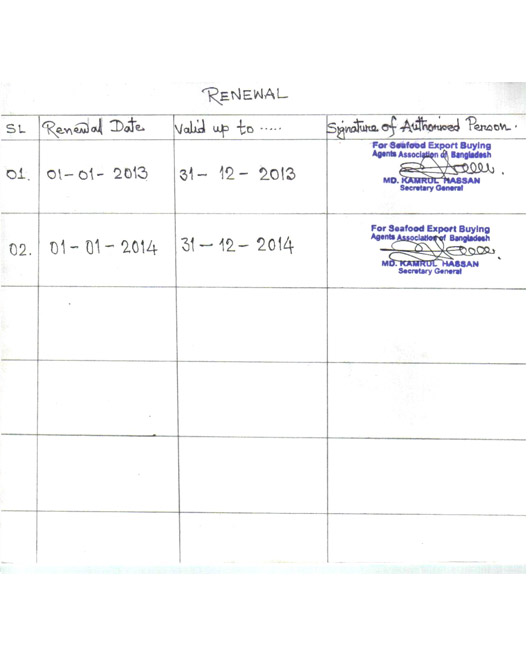 RENEWAL
SL Renewal Date Valid up to ..... Signature of Authorised Person.
For Seafood Export Buying
Agents Association of Bangladesh
01. 01-01-2013 31-12-2013
MD. KAMRUL HASSAN
Secretary General
For Seafood Export Buying
Agents Association of Bangladesh
02. 01-01-2014 31-12-2014
MD. KAMRUL HASSAN
Secretary General